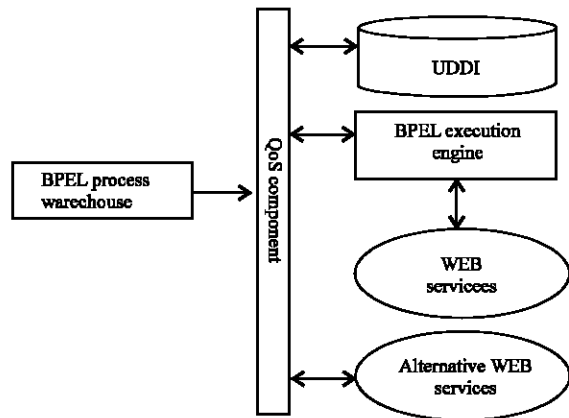 BPEL process
warechouse
QoS component
UDDI
BPEL execution
engine
WEB
servicees
Alternative WEB
services